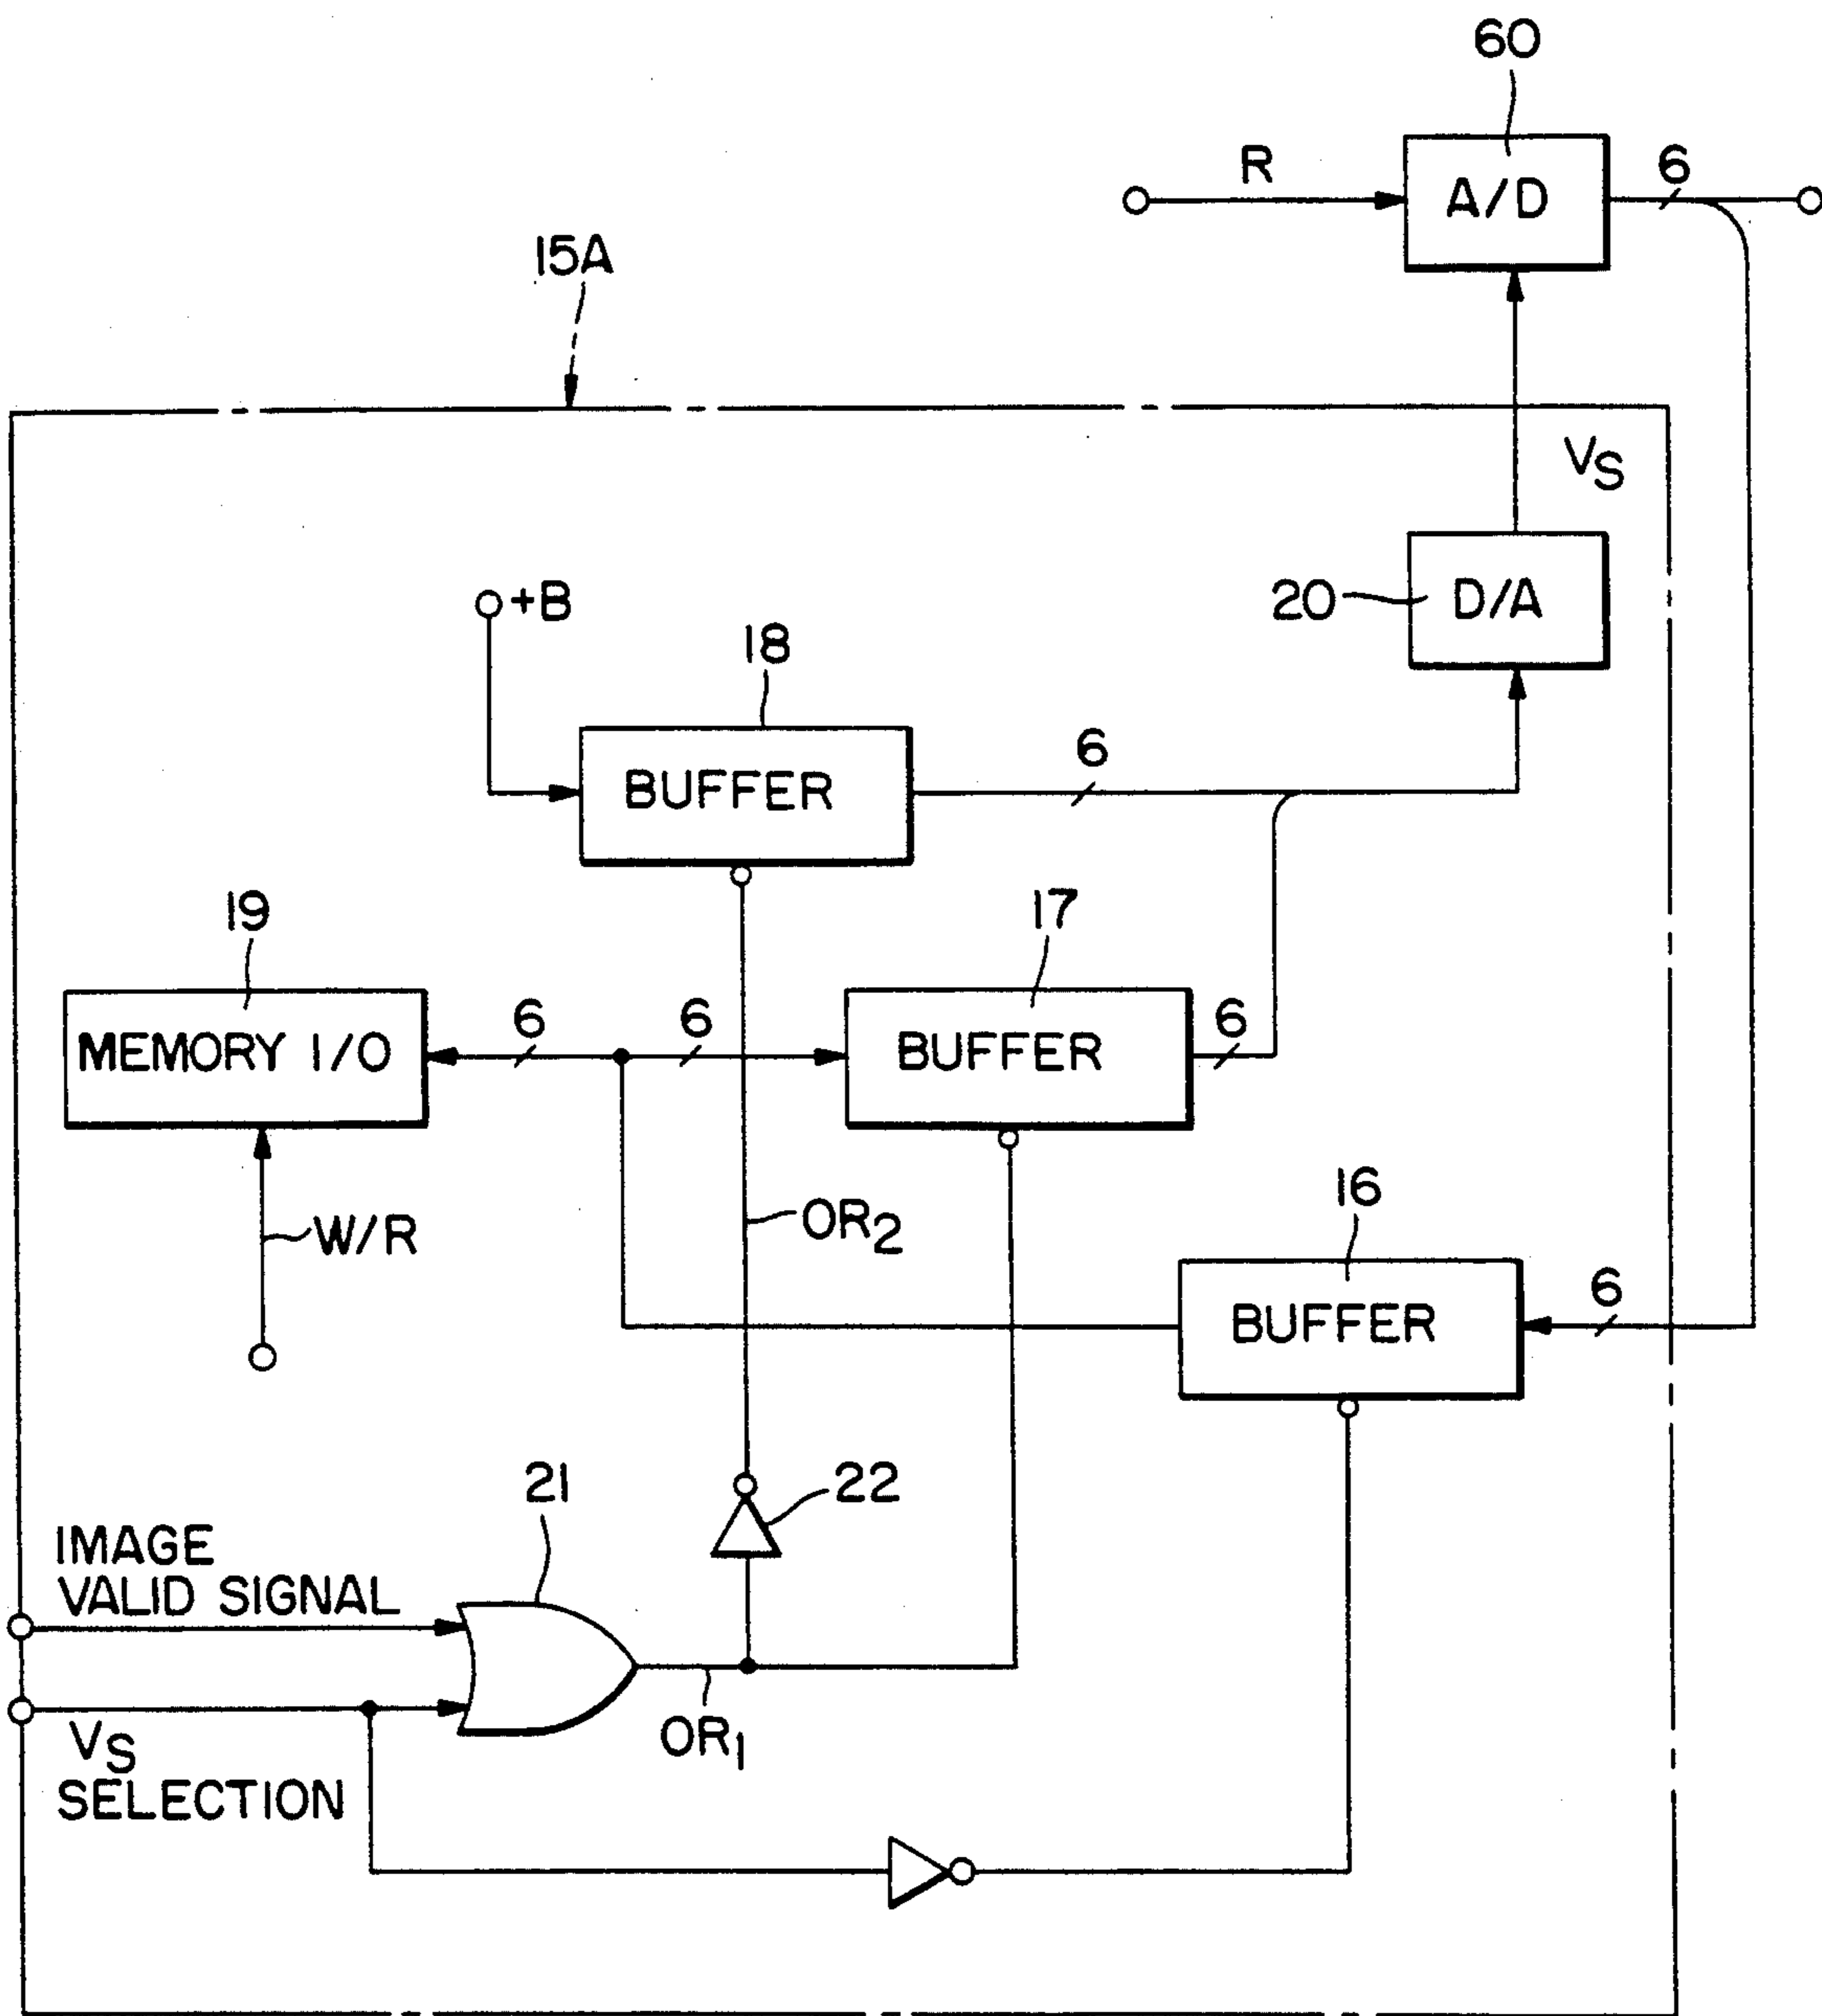 60
R
A/D
6
15A
VS
+B
20
D/A
18
BUFFER
6
19
17
MEMORY I/O
6
6
BUFFER
6
OR2
16
W/R
BUFFER
6
21
22
IMAGE
VALID SIGNAL
VS
SELECTION
OR1